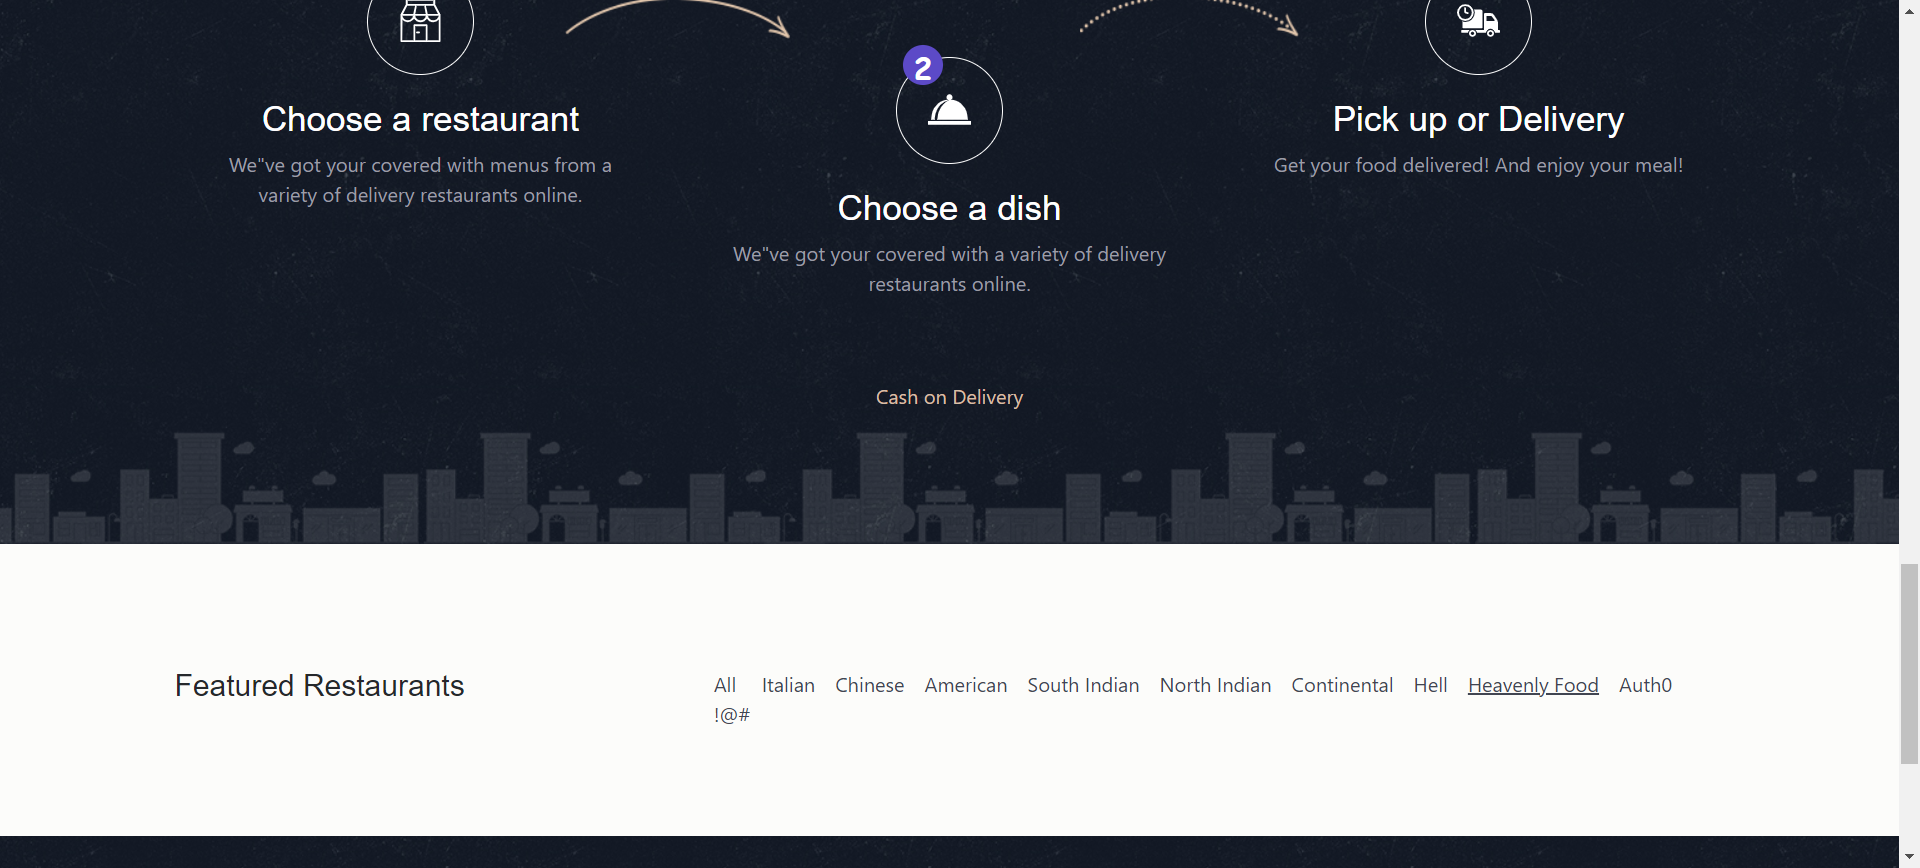 Choose a restaurant
We"ve got your covered with menus from a
variety of delivery restaurants online.
2
Choose a dish
We"ve got your covered with a variety of delivery
restaurants online.
Pick up or Delivery
Get your food delivered! And enjoy your meal!
Cash on Delivery
Featured Restaurants
All Italian Chinese American South Indian North Indian Continental Hell Heavenly Food Auth0
!@#